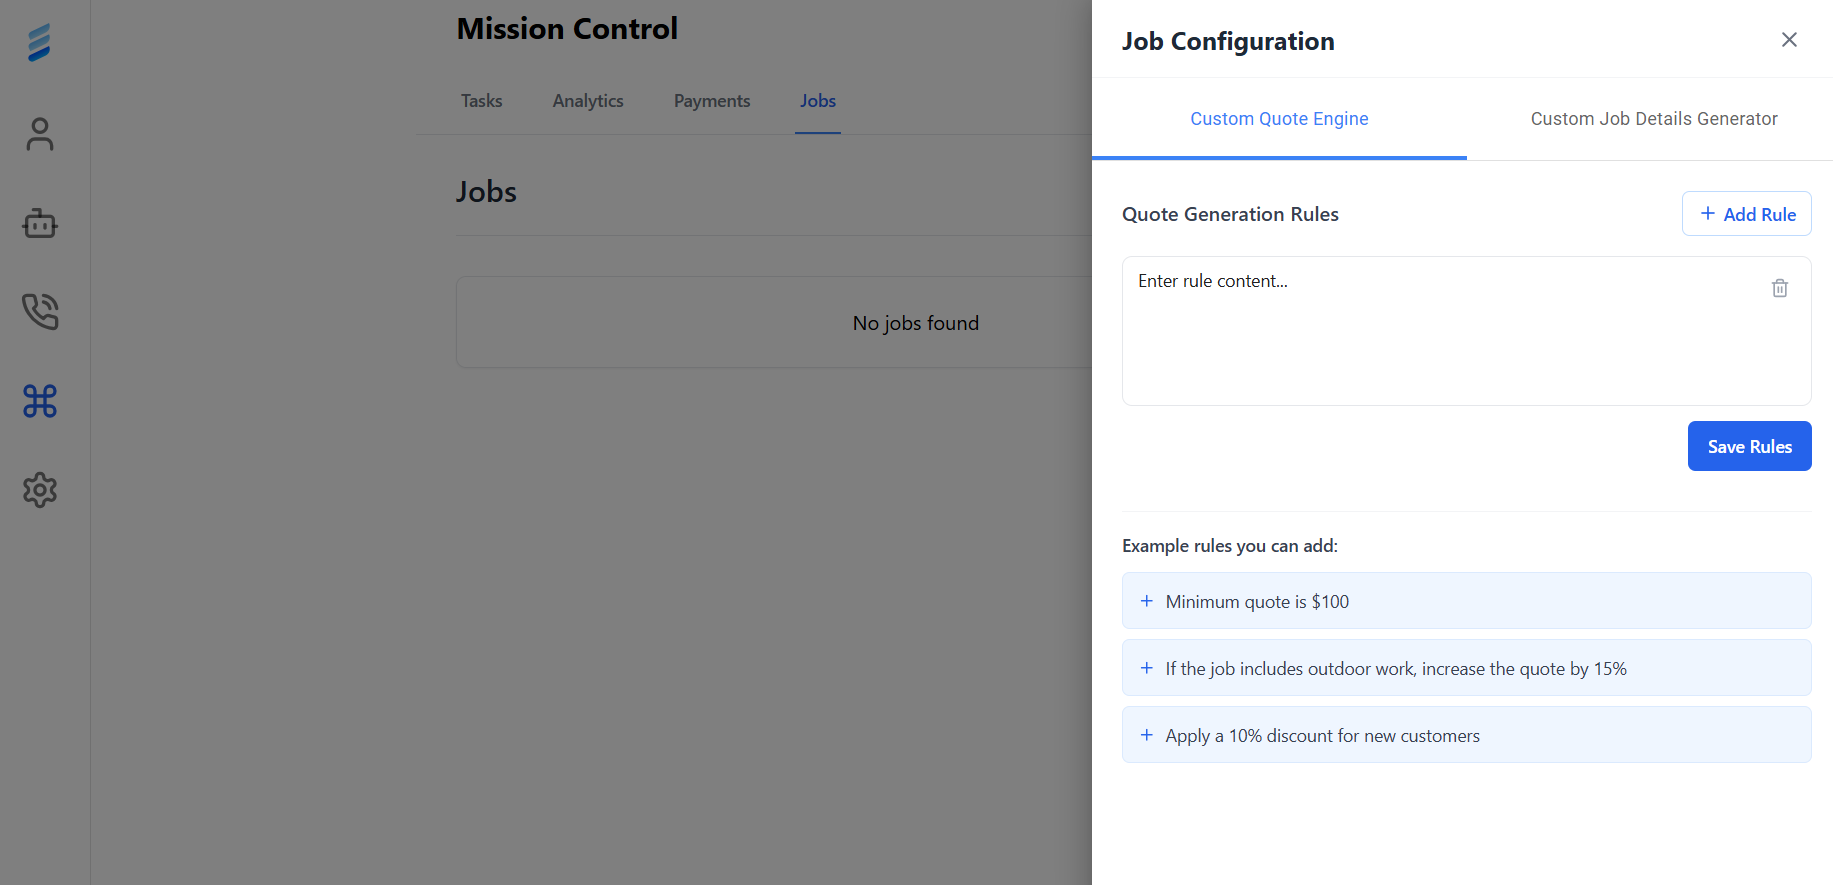 Mission Control
Tasks
Analytics
Payments
Jobs
Jobs
No jobs found
Job Configuration
Custom Quote Engine
Custom Job Details Generator
Quote Generation Rules
Add Rule
Enter rule content...
Save Rules
Example rules you can add:
+ Minimum quote is $100
+ If the job includes outdoor work, increase the quote by 15%
+ Apply a 10% discount for new customers